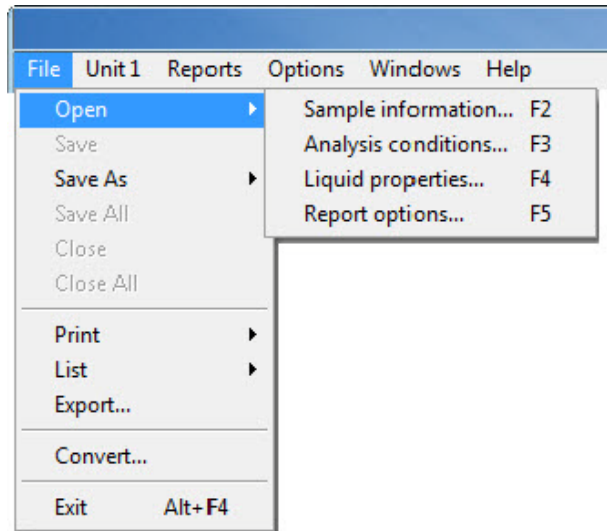 File Unit 1 Reports Options Windows Help
Open
Save
Save As
Save All
Close
Close All
Print
List
Export...
Convert...
Exit Alt+F4
Sample information... F2
Analysis conditions... F3
Liquid properties... F4
Report options... F5